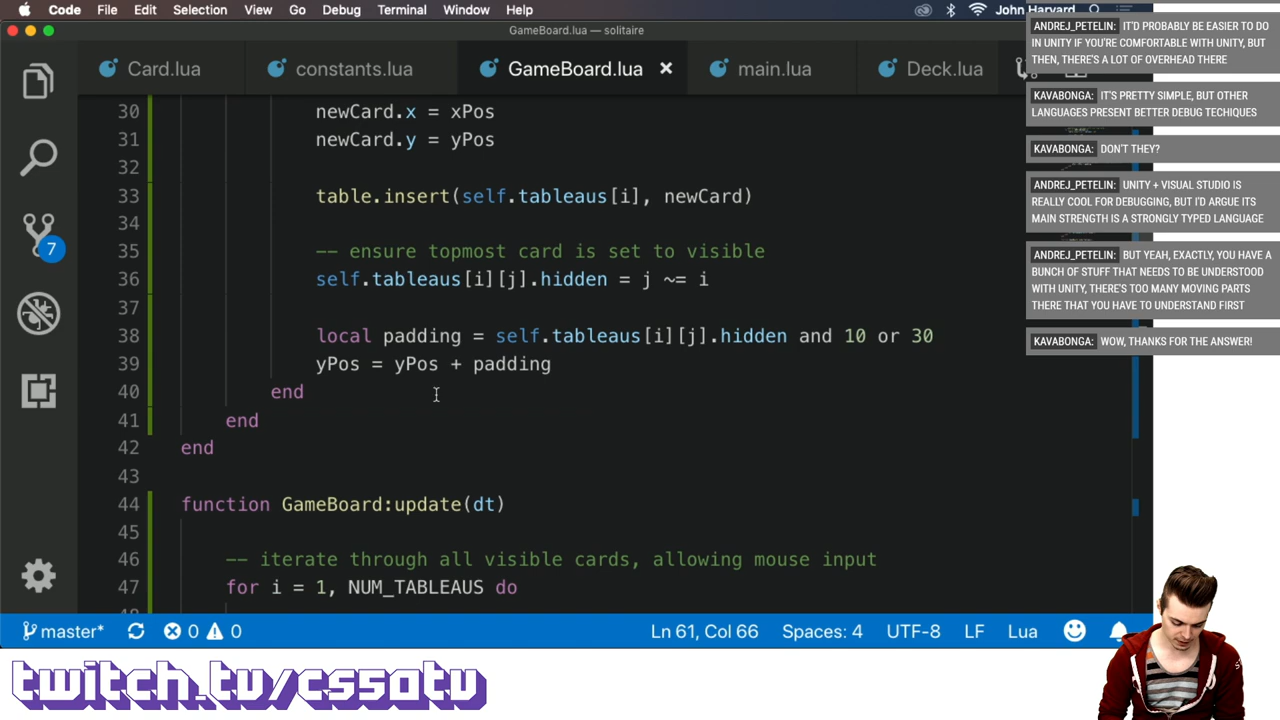 Code File Edit Selection View Go Debug Terminal Window Help John Harvard
GameBoard.lua — solitaire
Card.lua constants.lua GameBoard.lua main.lua Deck.lua
30 newCard.x = xPos
31 newCard.y = yPos
32
33 table.insert(self.tableaus[i], newCard)
34
35 -- ensure topmost card is set to visible
36 self.tableaus[i][j].hidden = j ~= i
37
38 local padding = self.tableaus[i][j].hidden and 10 or 30
39 yPos = yPos + padding
40 end
41 end
42 end
43
44 function GameBoard:update(dt)
45
46 -- iterate through all visible cards, allowing mouse input
47 for i = 1, NUM_TABLEAUS do
7
master* 0 0 Ln 61, Col 66 Spaces: 4 UTF-8 LF Lua
ANDREJ_PETELIN: IT'D PROBABLY BE EASIER TO DO
IN UNITY IF YOU'RE COMFORTABLE WITH UNITY, BUT
THEN, THERE'S A LOT OF OVERHEAD THERE
KAVABONGA: IT'S PRETTY SIMPLE, BUT OTHER
LANGUAGES PRESENT BETTER DEBUG TECHIQUES
KAVABONGA: DON'T THEY?
ANDREJ_PETELIN: UNITY + VISUAL STUDIO IS
REALLY COOL FOR DEBUGGING, BUT I'D ARGUE ITS
MAIN STRENGTH IS A STRONGLY TYPED LANGUAGE
ANDREJ_PETELIN: BUT YEAH, EXACTLY, YOU HAVE A
BUNCH OF STUFF THAT NEEDS TO BE UNDERSTOOD
WITH UNITY, THERE'S TOO MANY MOVING PARTS
THERE THAT YOU HAVE TO UNDERSTAND FIRST
KAVABONGA: WOW, THANKS FOR THE ANSWER!
twitch.tv/cs50tv